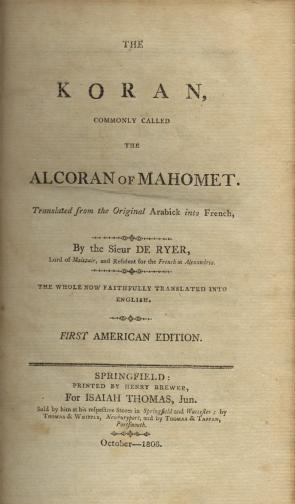 THE
KORAN,
COMMONLY CALLED
THE
ALCORAN OF MAHOMET.
Translated from the Original Arabick into French,
By the Sieur DE RYER,
Lord of Malezair, and Resident for the French at Alexandria.
THE WHOLE NOW FAITHFULLY TRANSLATED INTO
ENGLISH.
FIRST AMERICAN EDITION.
SPRINGFIELD:
PRINTED BY HENRY BREWER,
For ISAIAH THOMAS, Jun.
Sold by him at his respective Stores in Springfield and Worcester; by
THOMAS & WHIPPLE, Newburyport, and by THOMAS & TAPPAN,
Portsmouth.
October—1806.